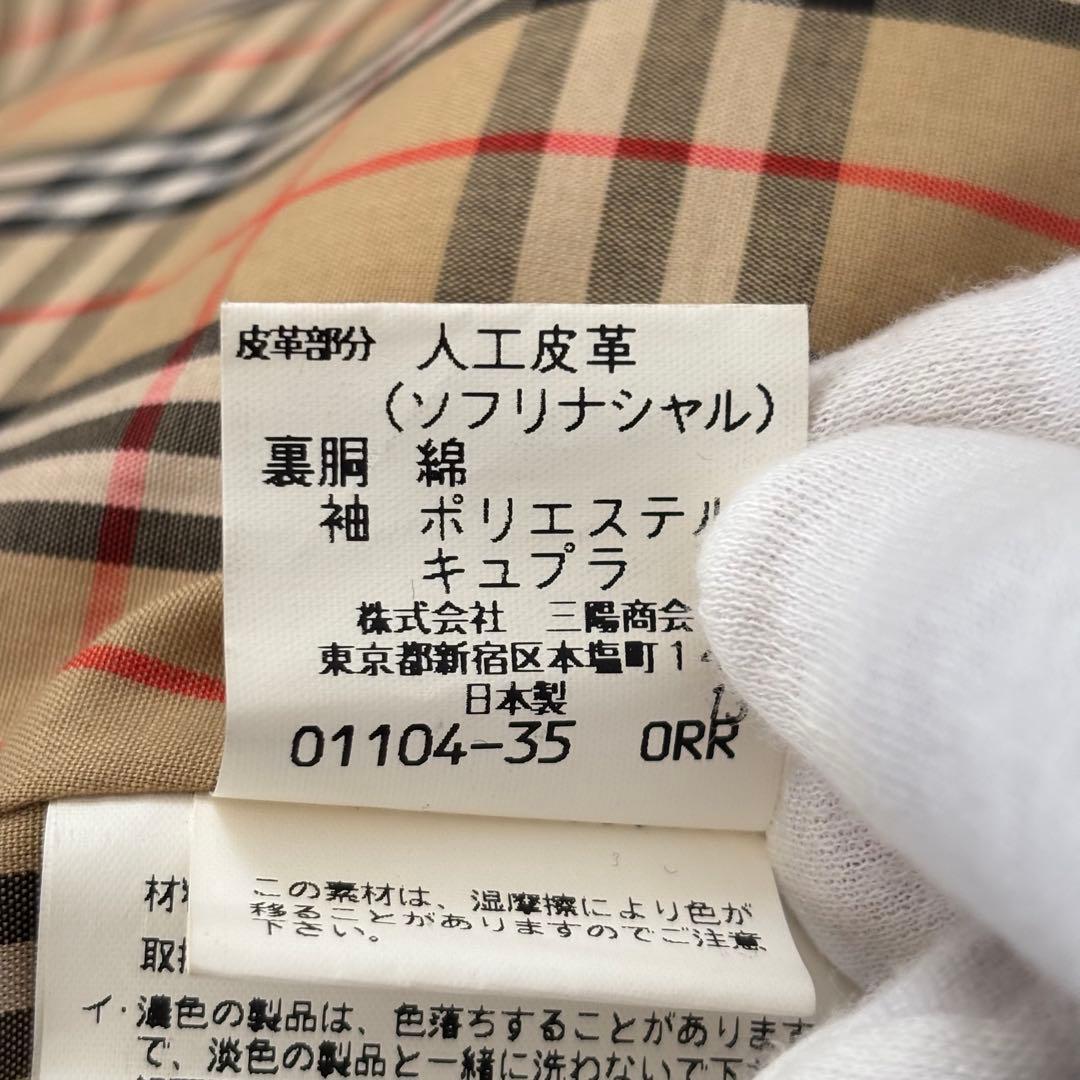 皮革部分 人工皮革
(ソフリナシャル)
裏胴 綿
袖 ポリエステル
キュプラ
株式会社 三陽商会
東京都新宿区本塩町14
日本製
01104-35 ORR
この素材は、湿摩擦により色が
移ることがありますのでご注意
下さい。
材
取
イ・濃色の製品は、色落ちすることがあります
で、淡色の製品と一緒に洗わないで下